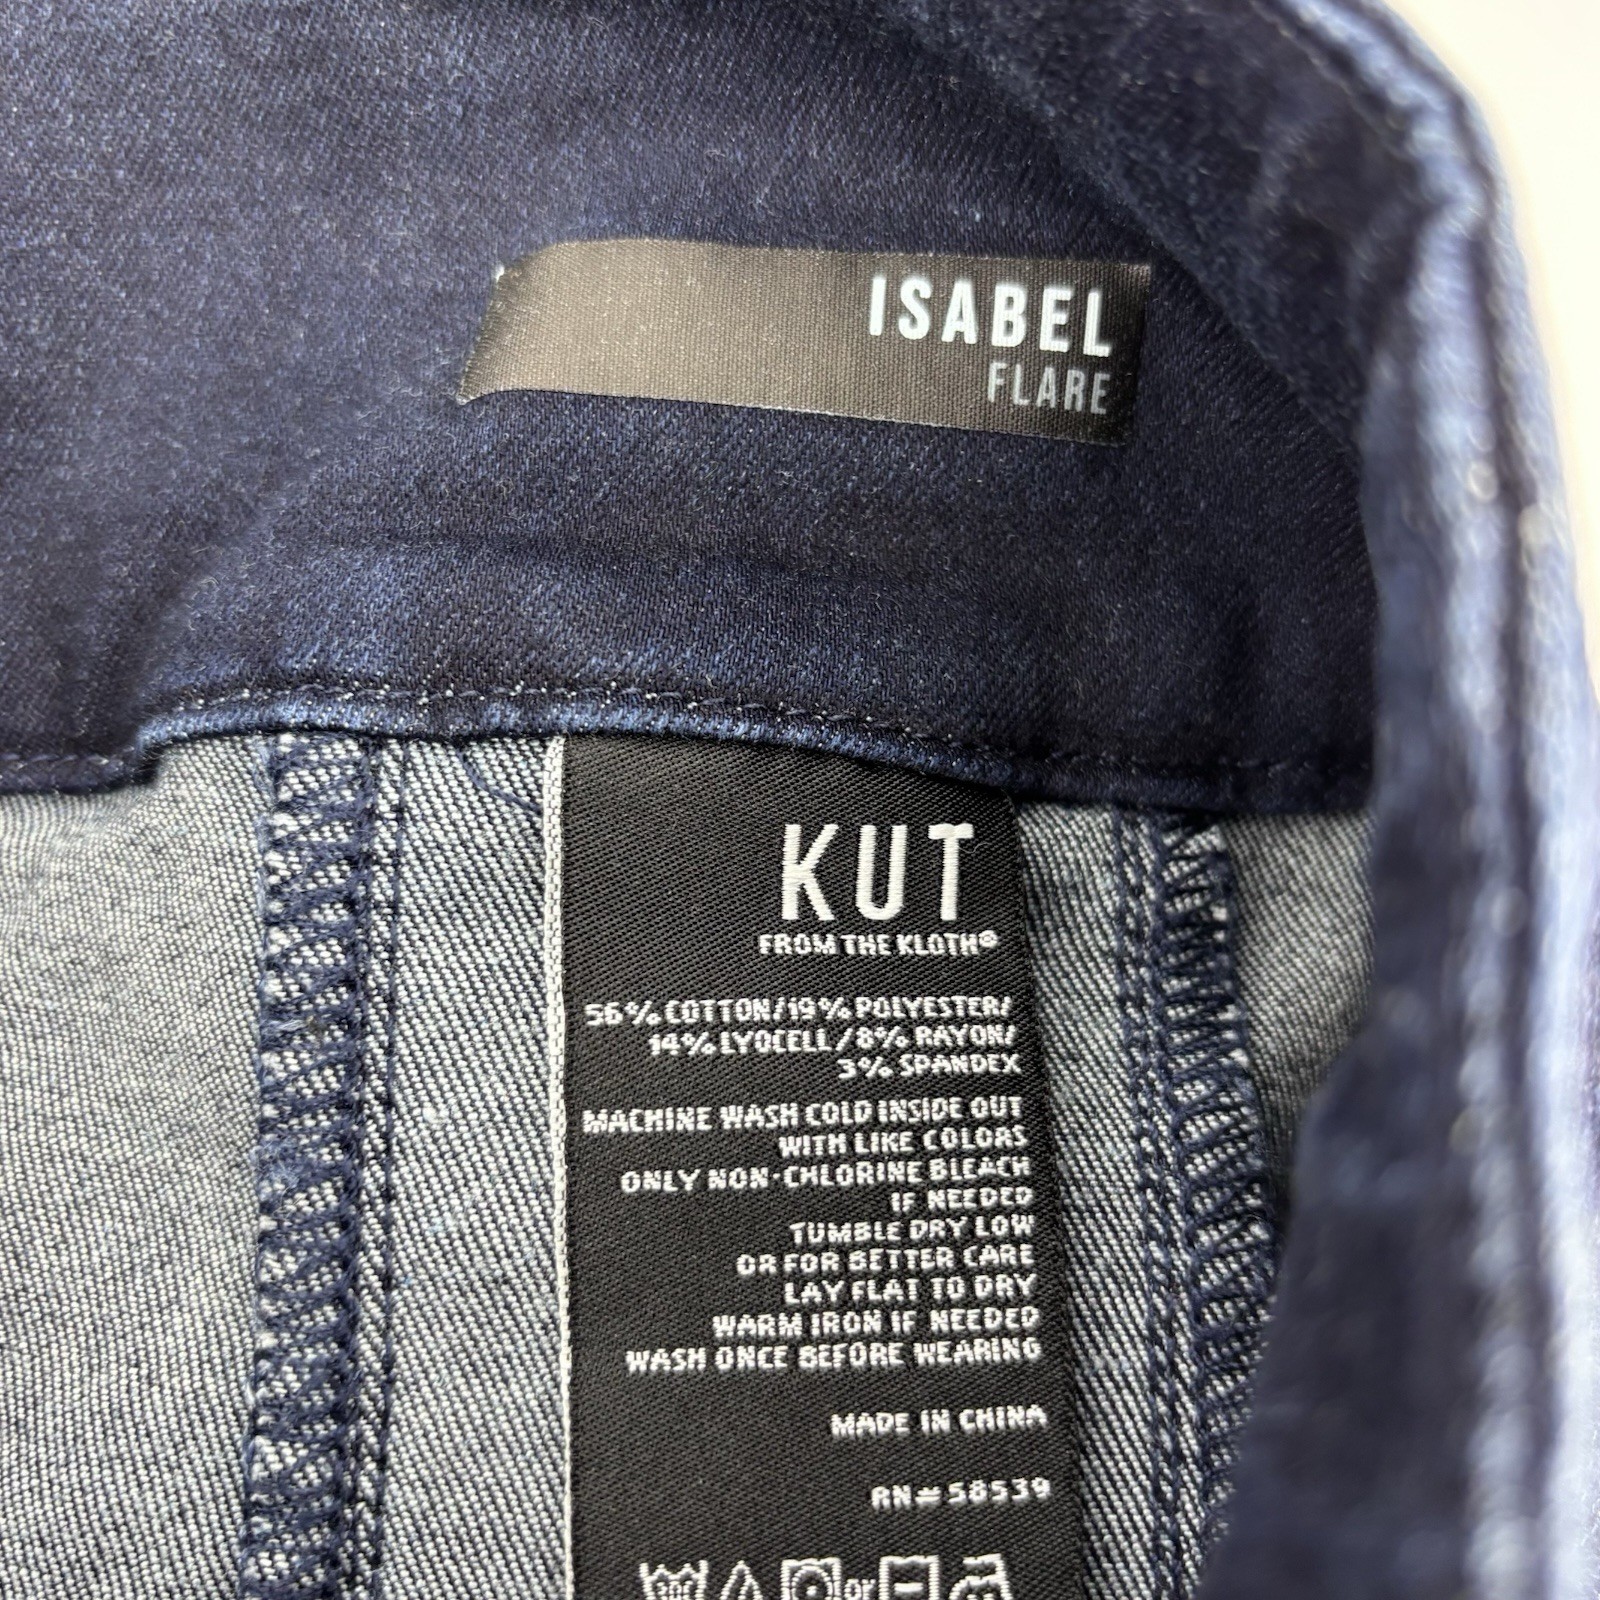 ISABEL
FLARE
KUT
FROM THE KLOTH®
56% COTTON/19% POLYESTER/
14% LYOCELL/8% RAYON/
3% SPANDEX
MACHINE WASH COLD INSIDE OUT
WITH LIKE COLORS
ONLY NON-CHLORINE BLEACH
IF NEEDED
TUMBLE DRY LOW
OR FOR BETTER CARE
LAY FLAT TO DRY
WARM IRON IF NEEDED
WASH ONCE BEFORE WEARING
MADE IN CHINA
RN#58539
or